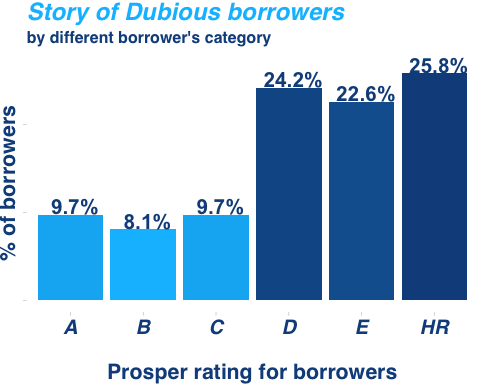 Story of Dubious borrowers
by different borrower's category
% of borrowers
9.7%
8.1%
9.7%
24.2%
22.6%
25.8%
A
B
C
D
E
HR
Prosper rating for borrowers